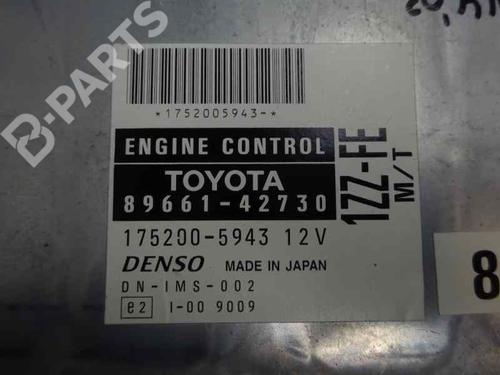 B-PARTS
*1752005943-*
ENGINE CONTROL
TOYOTA
89661-42730
1ZZ-FE
M/T
175200-5943 12V
DENSO MADE IN JAPAN
DN-IMS-002
e2 I-00 9009
8
B-PARTS